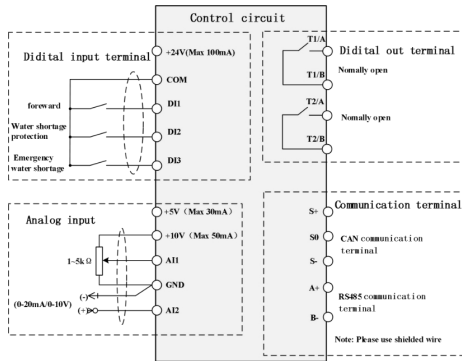 Control circuit
Didital input terminal
+24V(Max 100mA)
COM
foreward
DI1
Water shortage
protection
DI2
Emergency
water shortage
DI3
Analog input
+5V (Max 30mA)
+10V (Max 50mA)
1~5kΩ
AI1
GND
(-)
(0-20mA/0-10V)
(+)
AI2
T1/A
Didital out terminal
T1/B
Nomally open
T2/A
Nomally open
T2/B
Communication terminal
S+
S0
CAN communication
terminal
S-
A+
RS485 communication
terminal
B-
Note: Please use shielded wire